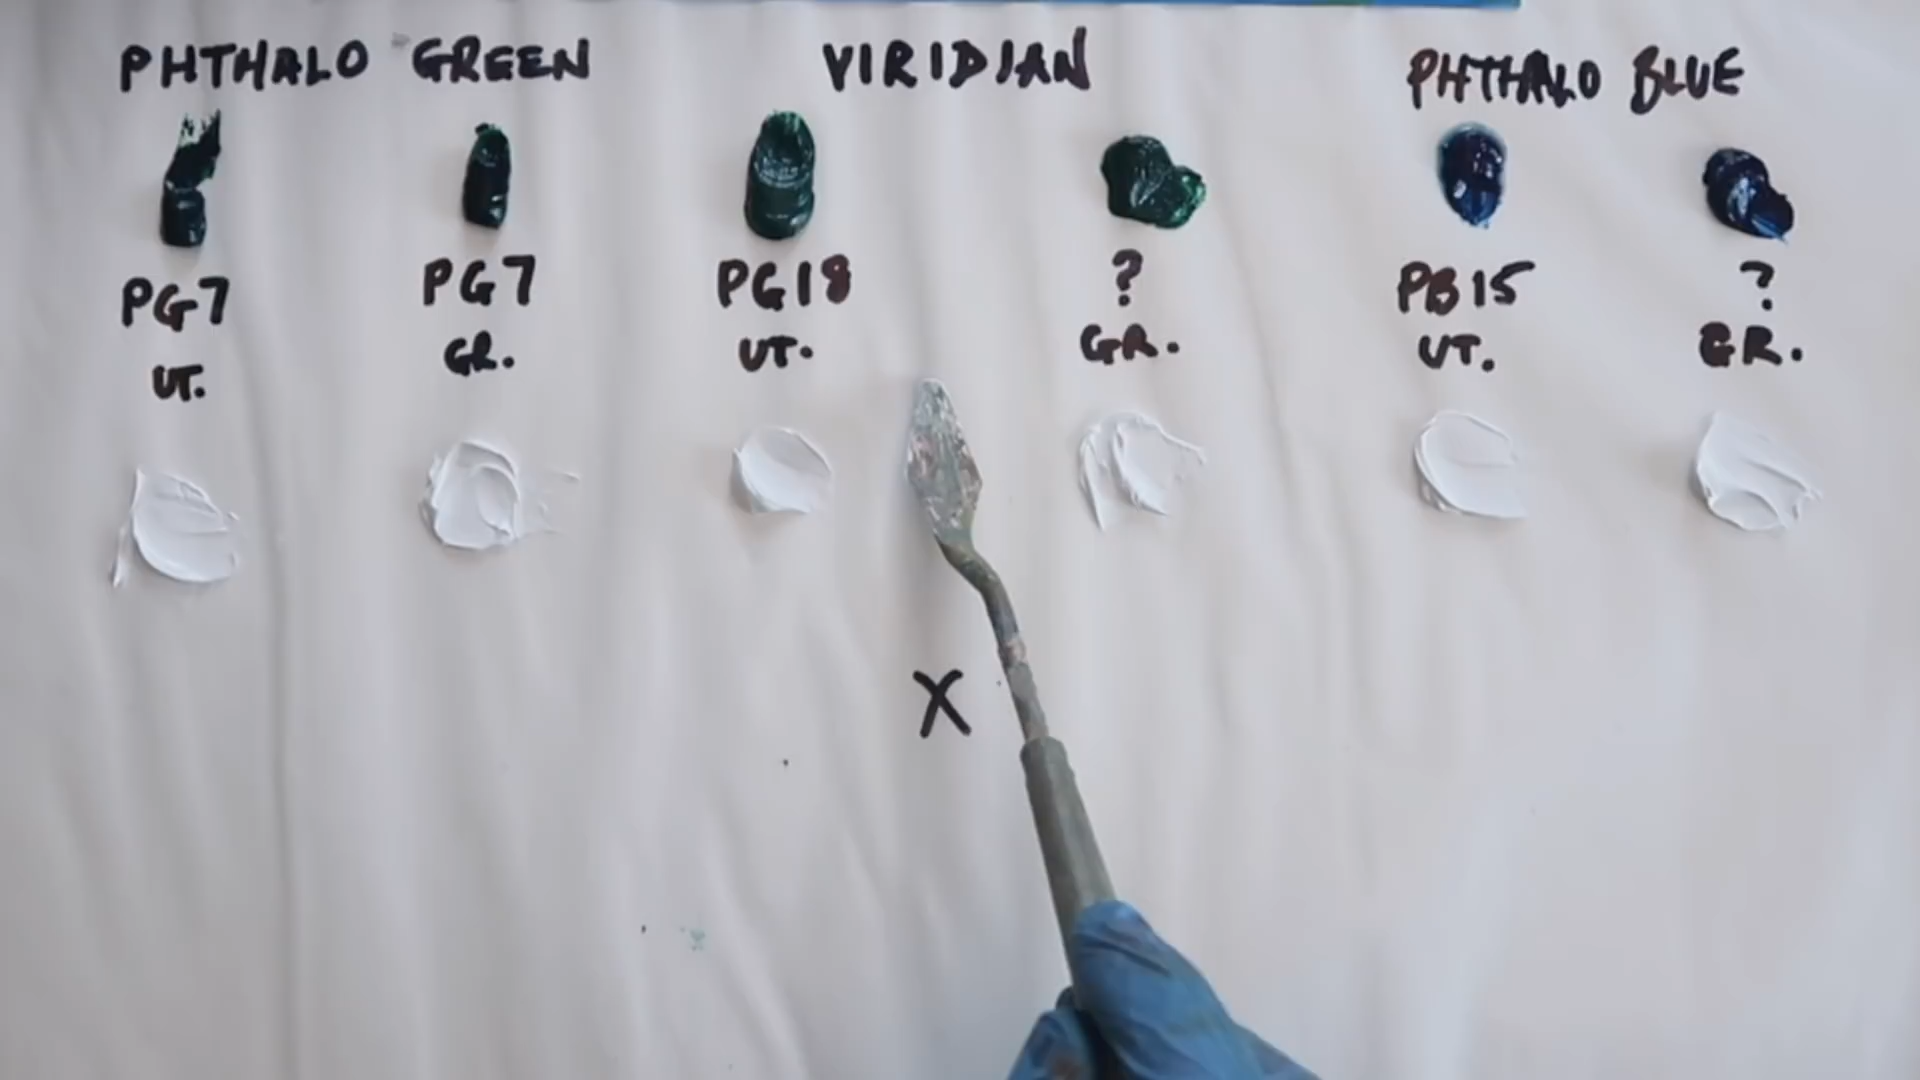 PHTHALO GREEN VIRIDIAN PHTHALO BLUE
PG7 PG7 PG18 ? PB15 ?
UT. GR. UT. GR. UT. GR.
X